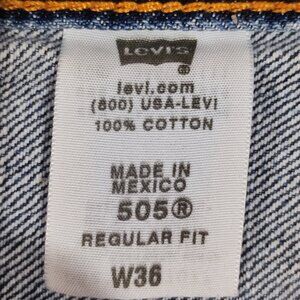 LEVI'S
®
levi.com
(800) USA-LEVI
100% COTTON
MADE IN
MEXICO
505®
REGULAR FIT
W36